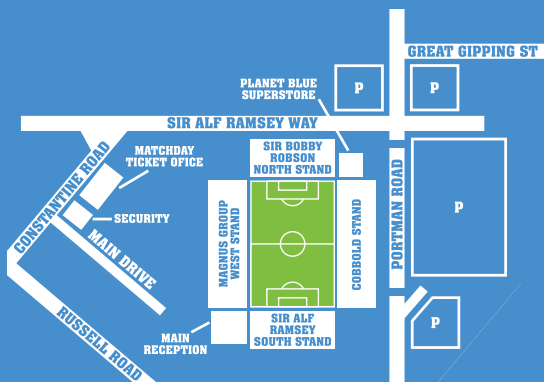 GREAT GIPPING ST
P
P
PLANET BLUE
SUPERSTORE
SIR ALF RAMSEY WAY
MATCHDAY
TICKET OFICE
SIR BOBBY
ROBSON
NORTH STAND
CONSTANTINE ROAD
SECURITY
MAIN DRIVE
MAGNUS GROUP
WEST STAND
COBBOLD STAND
PORTMAN ROAD
P
RUSSELL ROAD
MAIN
RECEPTION
SIR ALF
RAMSEY
SOUTH STAND
P